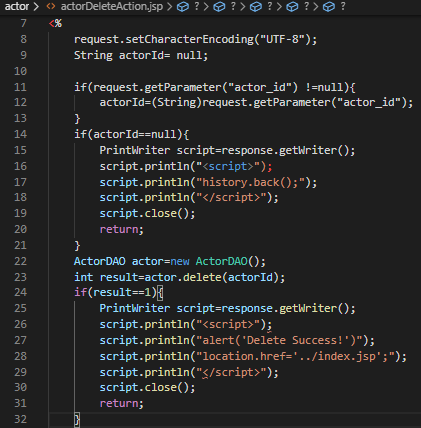 actor > actorDeleteAction.jsp > ? > ? > ? > ? > ? > ?
7 <%
8 request.setCharacterEncoding("UTF-8");
9 String actorId= null;
10
11 if(request.getParameter("actor_id") !=null){
12 actorId=(String)request.getParameter("actor_id");
13 }
14 if(actorId==null){
15 PrintWriter script=response.getWriter();
16 script.println("<script>");
17 script.println("history.back();");
18 script.println("</script>");
19 script.close();
20 return;
21 }
22 ActorDAO actor=new ActorDAO();
23 int result=actor.delete(actorId);
24 if(result==1){
25 PrintWriter script=response.getWriter();
26 script.println("<script>");
27 script.println("alert('Delete Success!')");
28 script.println("location.href='../index.jsp';");
29 script.println("</script>");
30 script.close();
31 return;
32 }